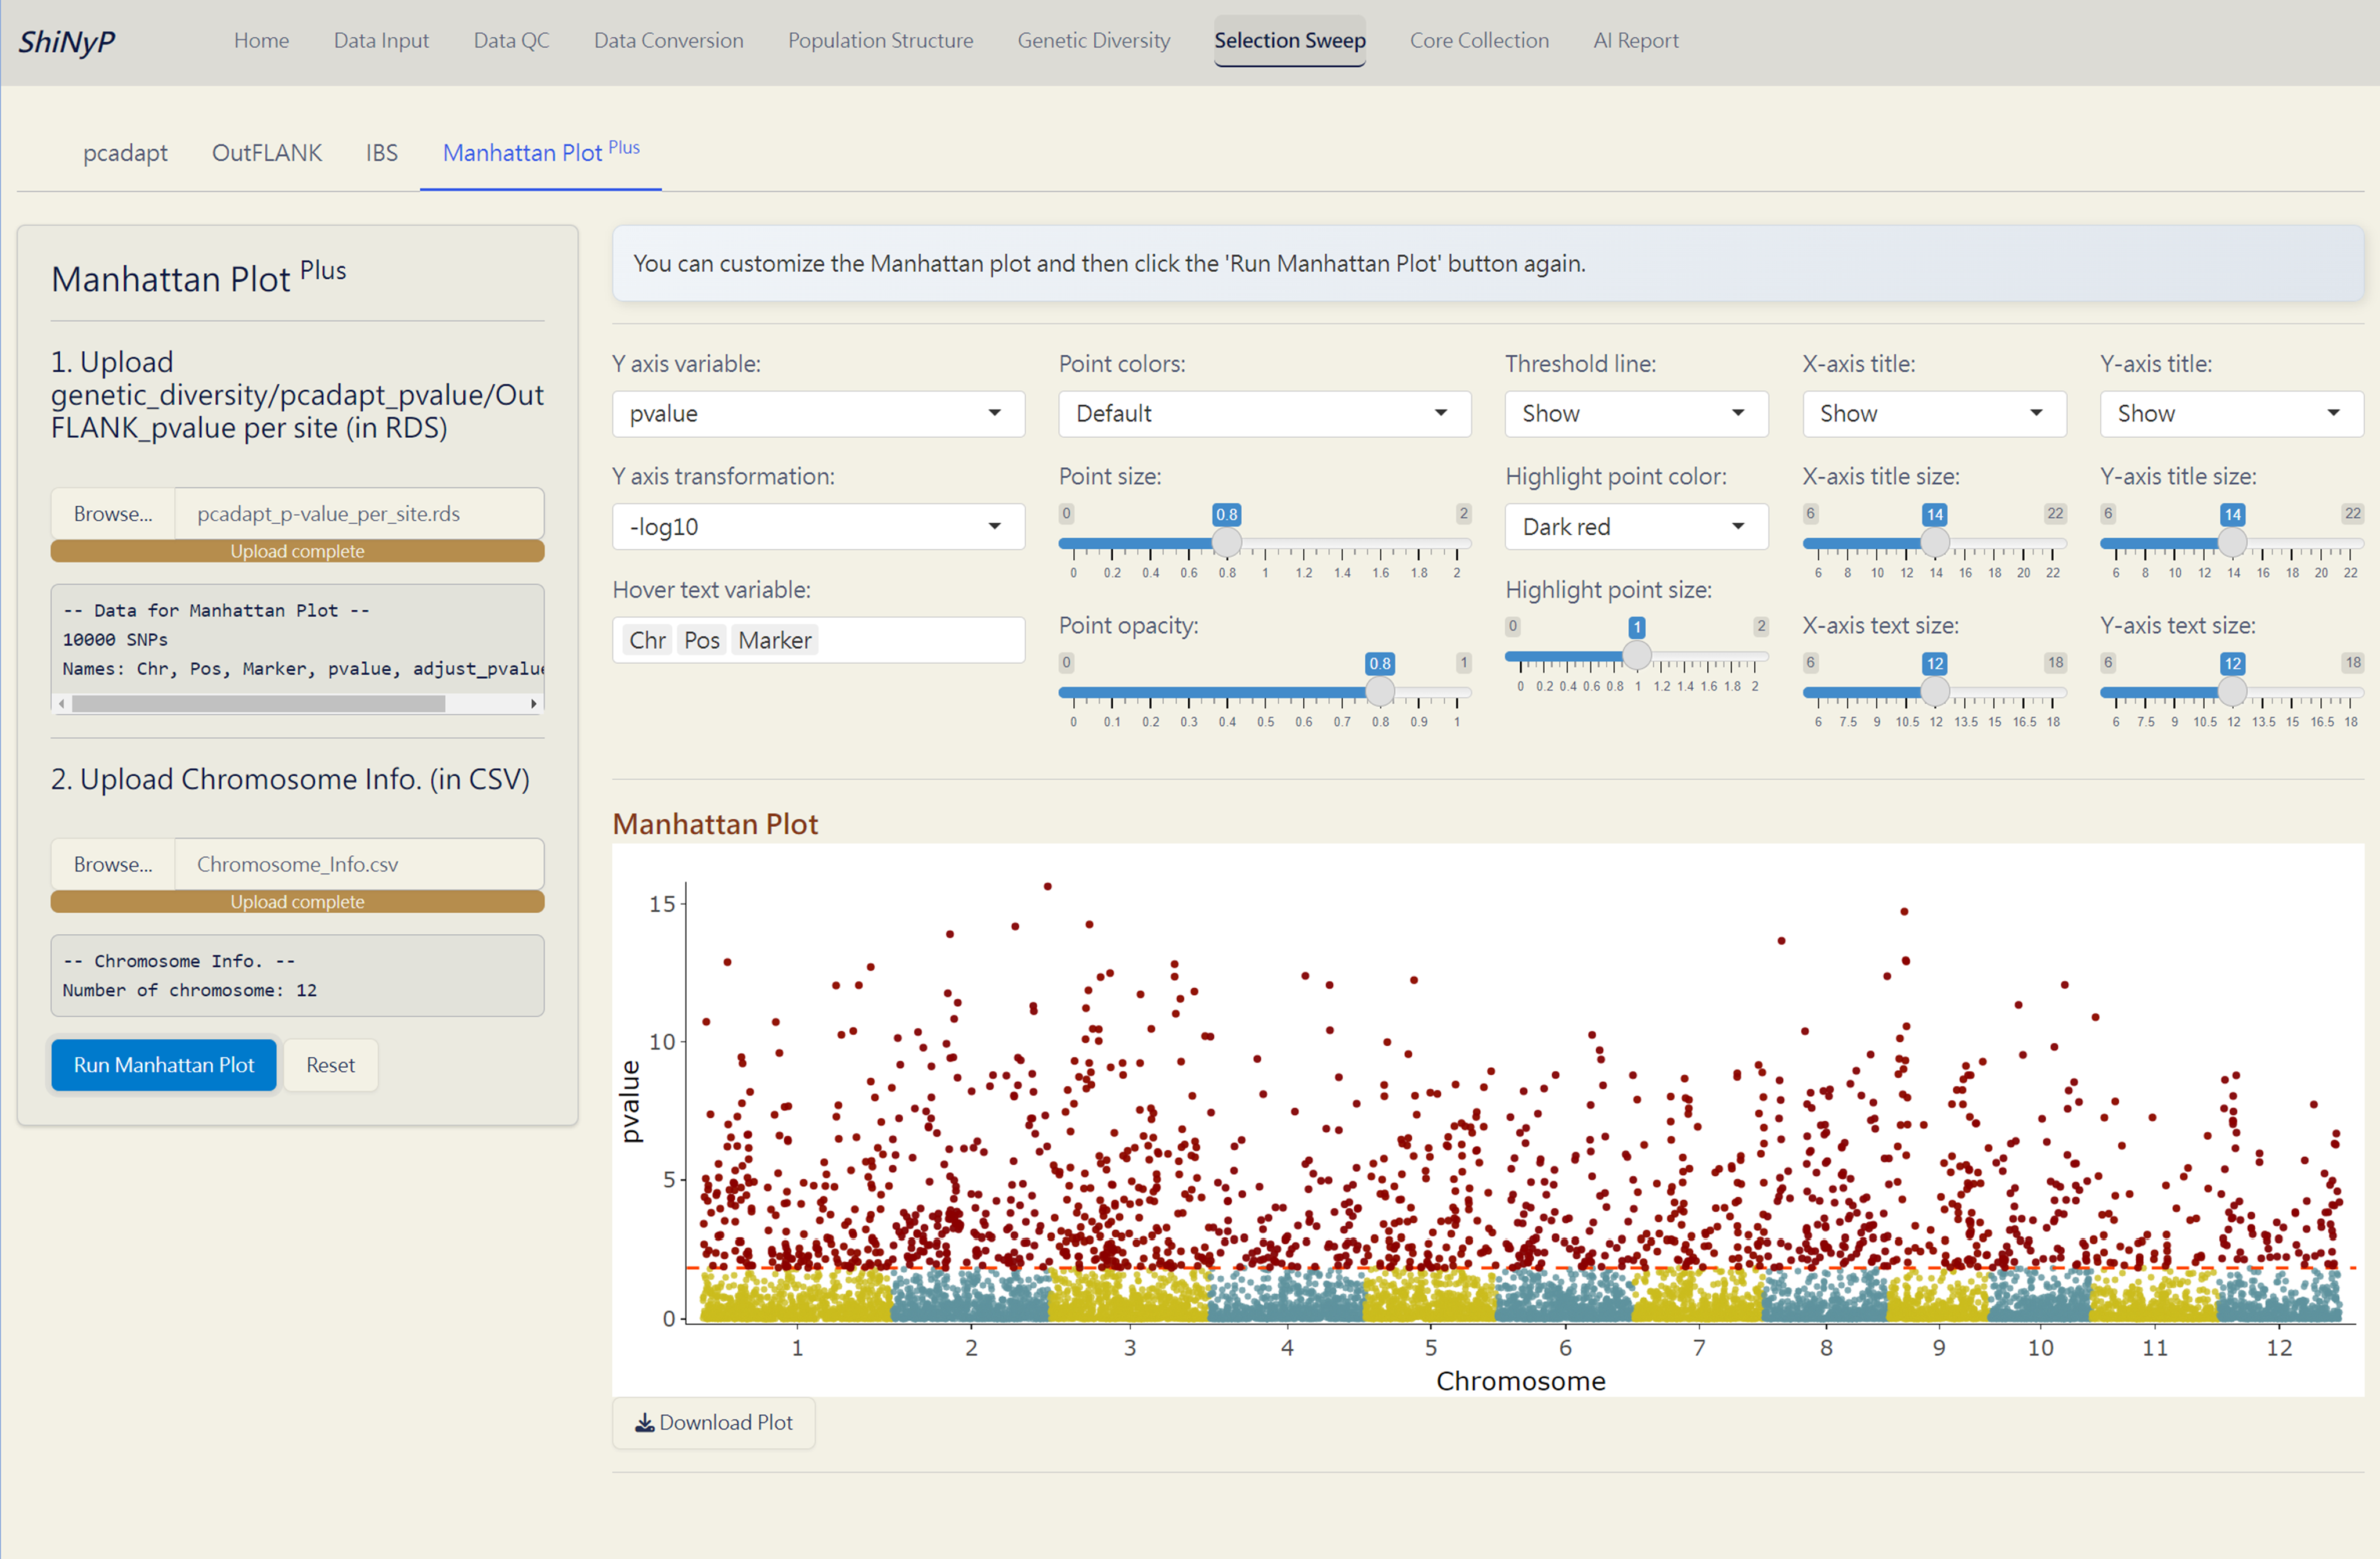 ShiNyP Home Data Input Data QC Data Conversion Population Structure Genetic Diversity Selection Sweep Core Collection AI Report
pcadapt OutFLANK IBS Manhattan Plot Plus
Manhattan Plot Plus
1. Upload
genetic_diversity/pcadapt_pvalue/Out
FLANK_pvalue per site (in RDS)
Browse... pcadapt_p-value_per_site.rds
Upload complete
-- Data for Manhattan Plot --
10000 SNPs
Names: Chr, Pos, Marker, pvalue, adjust_pvalue
2. Upload Chromosome Info. (in CSV)
Browse... Chromosome_Info.csv
Upload complete
-- Chromosome Info. --
Number of chromosome: 12
Run Manhattan Plot Reset
You can customize the Manhattan plot and then click the 'Run Manhattan Plot' button again.
Y axis variable:
pvalue
Y axis transformation:
-log10
Hover text variable:
Chr Pos Marker
Point colors:
Default
Point size:
0 0.8 2
0 0.2 0.4 0.6 0.8 1 1.2 1.4 1.6 1.8 2
Point opacity:
0 0.8 1
0 0.1 0.2 0.3 0.4 0.5 0.6 0.7 0.8 0.9 1
Threshold line:
Show
Highlight point color:
Dark red
Highlight point size:
0 1 2
0 0.2 0.4 0.6 0.8 1 1.2 1.4 1.6 1.8 2
X-axis title:
Show
X-axis title size:
6 14 22
6 8 10 12 14 16 18 20 22
X-axis text size:
6 12 18
6 7.5 9 10.5 12 13.5 15 16.5 18
Y-axis title:
Show
Y-axis title size:
6 14 22
6 8 10 12 14 16 18 20 22
Y-axis text size:
6 12 18
6 7.5 9 10.5 12 13.5 15 16.5 18
Manhattan Plot
15
10
5
0
pvalue
1 2 3 4 5 6 7 8 9 10 11 12
Chromosome
Download Plot